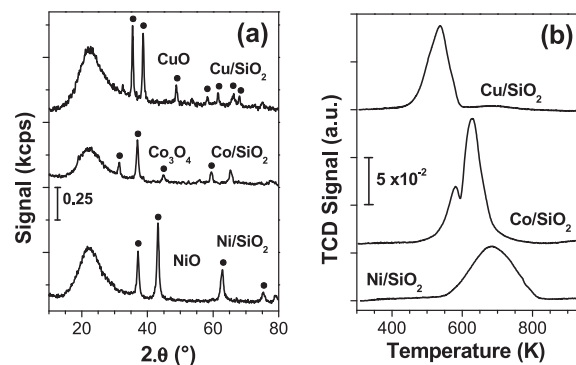 (a)
CuO
Cu/SiO₂
Co₃O₄
Co/SiO₂
0.25
Ni/SiO₂
NiO
Signal (kcps)
20 40 60 80
2.θ (°)
(b)
Cu/SiO₂
5 x10⁻²
Co/SiO₂
Ni/SiO₂
TCD Signal (a.u.)
400 600 800
Temperature (K)